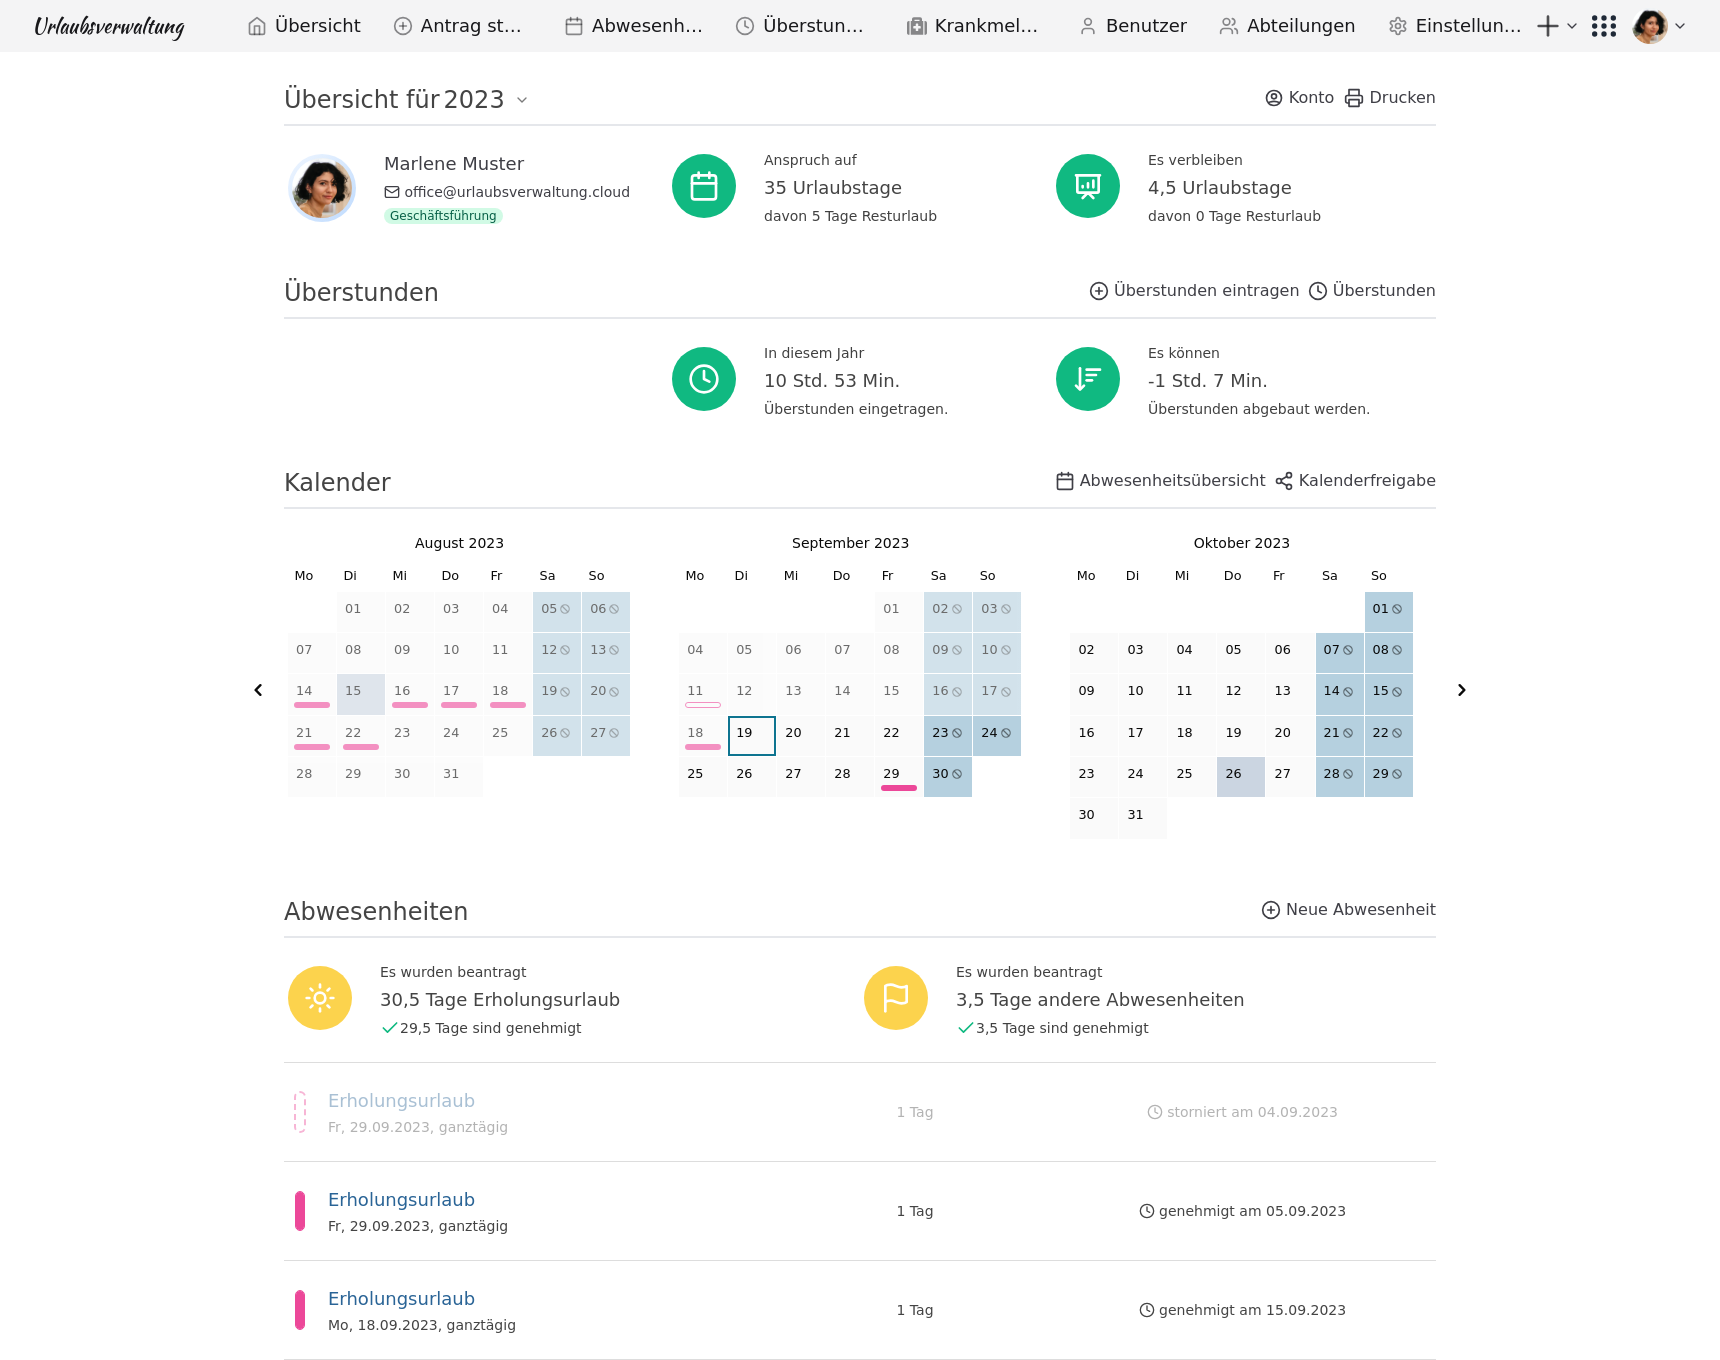 Urlaubsverwaltung Übersicht Antrag st... Abwesenh... Überstun... Krankmel... Benutzer Abteilungen Einstellun...
Übersicht für 2023 Konto Drucken
Marlene Muster
office@urlaubsverwaltung.cloud
Geschäftsführung
Anspruch auf
35 Urlaubstage
davon 5 Tage Resturlaub
Es verbleiben
4,5 Urlaubstage
davon 0 Tage Resturlaub
Überstunden Überstunden eintragen Überstunden
In diesem Jahr
10 Std. 53 Min.
Überstunden eingetragen.
Es können
-1 Std. 7 Min.
Überstunden abgebaut werden.
Kalender Abwesenheitsübersicht Kalenderfreigabe
August 2023
Mo Di Mi Do Fr Sa So
01 02 03 04 05 06
07 08 09 10 11 12 13
14 15 16 17 18 19 20
21 22 23 24 25 26 27
28 29 30 31
September 2023
Mo Di Mi Do Fr Sa So
01 02 03
04 05 06 07 08 09 10
11 12 13 14 15 16 17
18 19 20 21 22 23 24
25 26 27 28 29 30
Oktober 2023
Mo Di Mi Do Fr Sa So
01
02 03 04 05 06 07 08
09 10 11 12 13 14 15
16 17 18 19 20 21 22
23 24 25 26 27 28 29
30 31
Abwesenheiten Neue Abwesenheit
Es wurden beantragt
30,5 Tage Erholungsurlaub
29,5 Tage sind genehmigt
Es wurden beantragt
3,5 Tage andere Abwesenheiten
3,5 Tage sind genehmigt
Erholungsurlaub
Fr, 29.09.2023, ganztägig
1 Tag
storniert am 04.09.2023
Erholungsurlaub
Fr, 29.09.2023, ganztägig
1 Tag
genehmigt am 05.09.2023
Erholungsurlaub
Mo, 18.09.2023, ganztägig
1 Tag
genehmigt am 15.09.2023